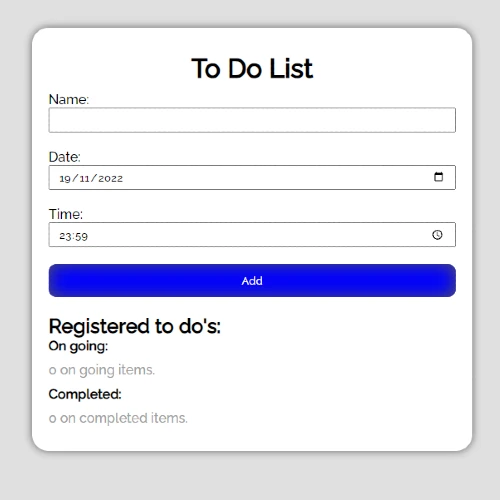 To Do List
Name:
Date:
19/11/2022
Time:
23:59
Add
Registered to do's:
On going:
0 on going items.
Completed:
0 on completed items.